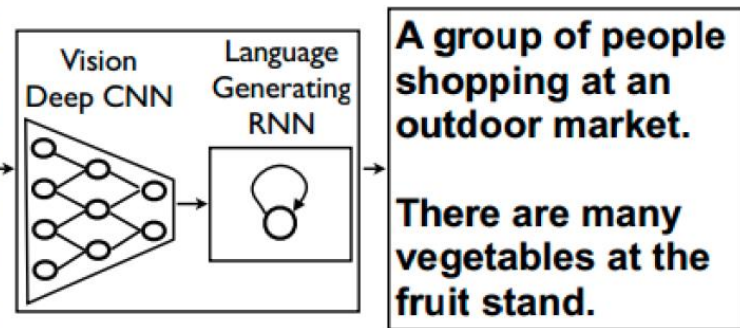 Vision
Deep CNN
Language
Generating
RNN
A group of people
shopping at an
outdoor market.
There are many
vegetables at the
fruit stand.